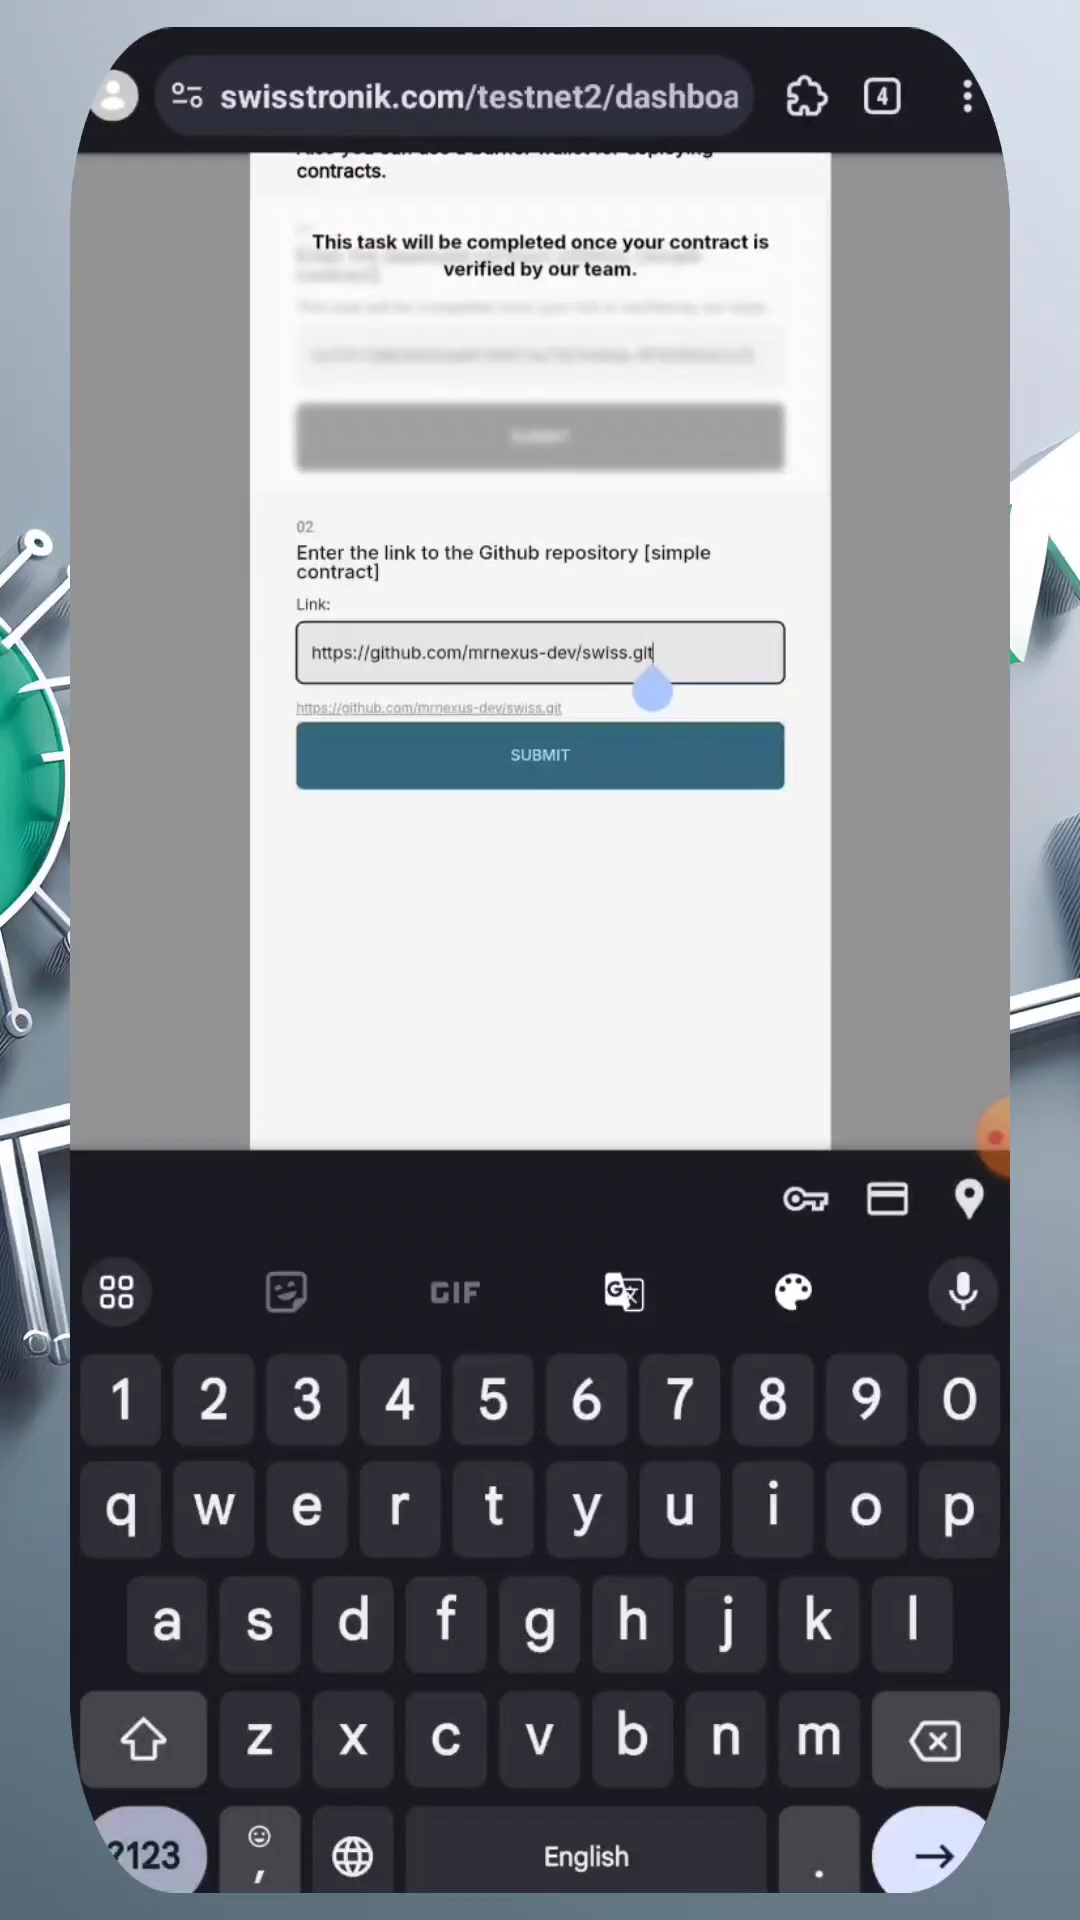 swisstronik.com/testnet2/dashboa
4
contracts.
This task will be completed once your contract is
verified by our team.
SUBMIT
02
Enter the link to the Github repository [simple
contract]
Link:
https://github.com/mrnexus-dev/swiss.git
https://github.com/mrnexus-dev/swiss.git
SUBMIT
GIF
1 2 3 4 5 6 7 8 9 0
q w e r t y u i o p
a s d f g h j k l
z x c v b n m
?123 , English .